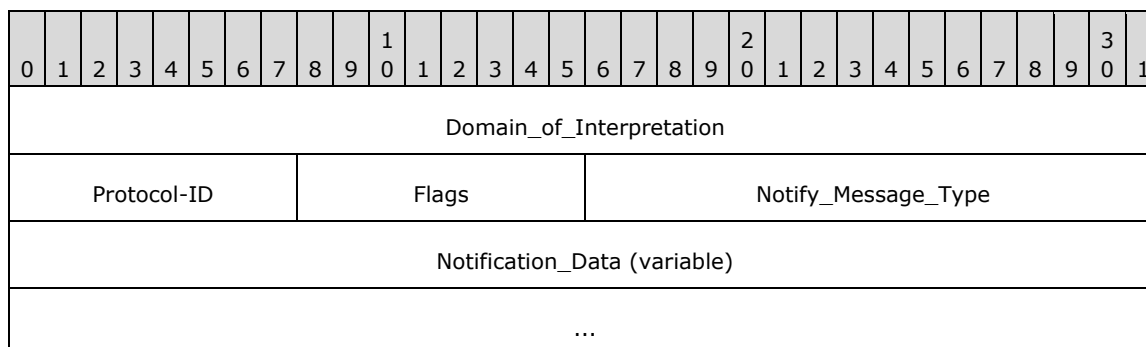 1 2 3
0 1 2 3 4 5 6 7 8 9 0 1 2 3 4 5 6 7 8 9 0 1 2 3 4 5 6 7 8 9 0 1
Domain_of_Interpretation
Protocol-ID Flags Notify_Message_Type
Notification_Data (variable)
...